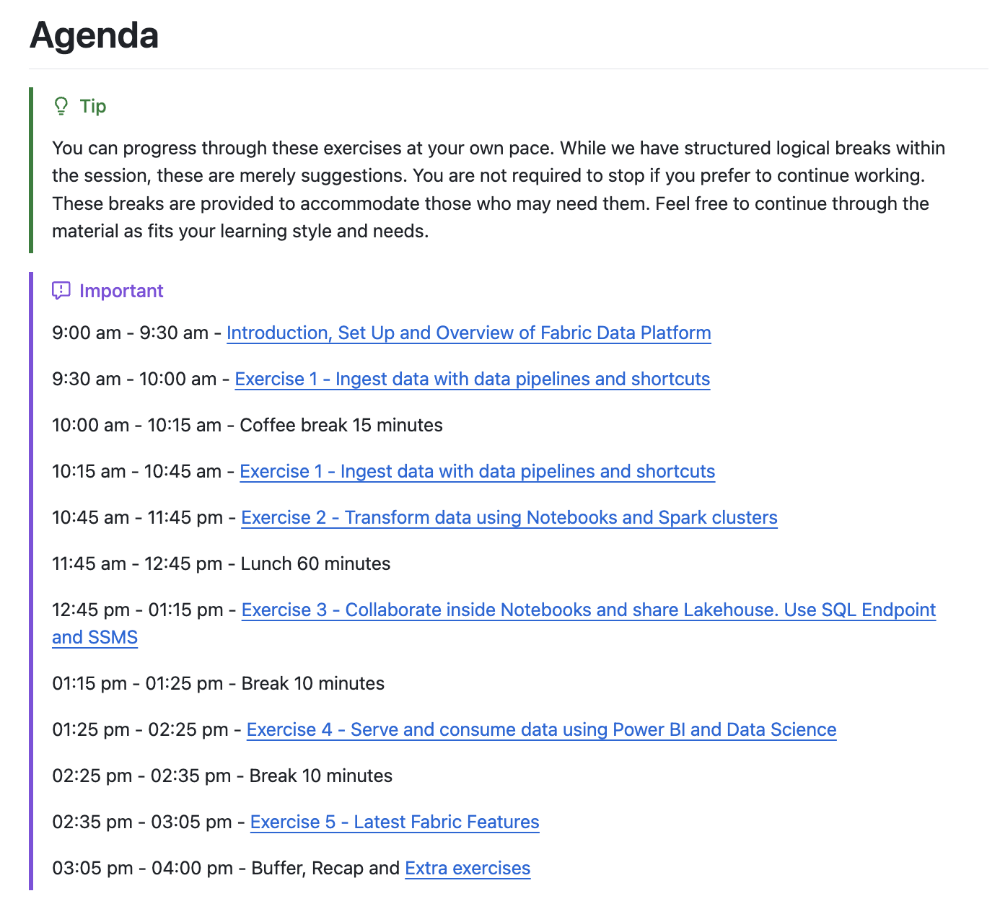 Agenda
Tip
You can progress through these exercises at your own pace. While we have structured logical breaks within
the session, these are merely suggestions. You are not required to stop if you prefer to continue working.
These breaks are provided to accommodate those who may need them. Feel free to continue through the
material as fits your learning style and needs.
Important
9:00 am - 9:30 am - Introduction, Set Up and Overview of Fabric Data Platform
9:30 am - 10:00 am - Exercise 1 - Ingest data with data pipelines and shortcuts
10:00 am - 10:15 am - Coffee break 15 minutes
10:15 am - 10:45 am - Exercise 1 - Ingest data with data pipelines and shortcuts
10:45 am - 11:45 pm - Exercise 2 - Transform data using Notebooks and Spark clusters
11:45 am - 12:45 pm - Lunch 60 minutes
12:45 pm - 01:15 pm - Exercise 3 - Collaborate inside Notebooks and share Lakehouse. Use SQL Endpoint
and SSMS
01:15 pm - 01:25 pm - Break 10 minutes
01:25 pm - 02:25 pm - Exercise 4 - Serve and consume data using Power BI and Data Science
02:25 pm - 02:35 pm - Break 10 minutes
02:35 pm - 03:05 pm - Exercise 5 - Latest Fabric Features
03:05 pm - 04:00 pm - Buffer, Recap and Extra exercises